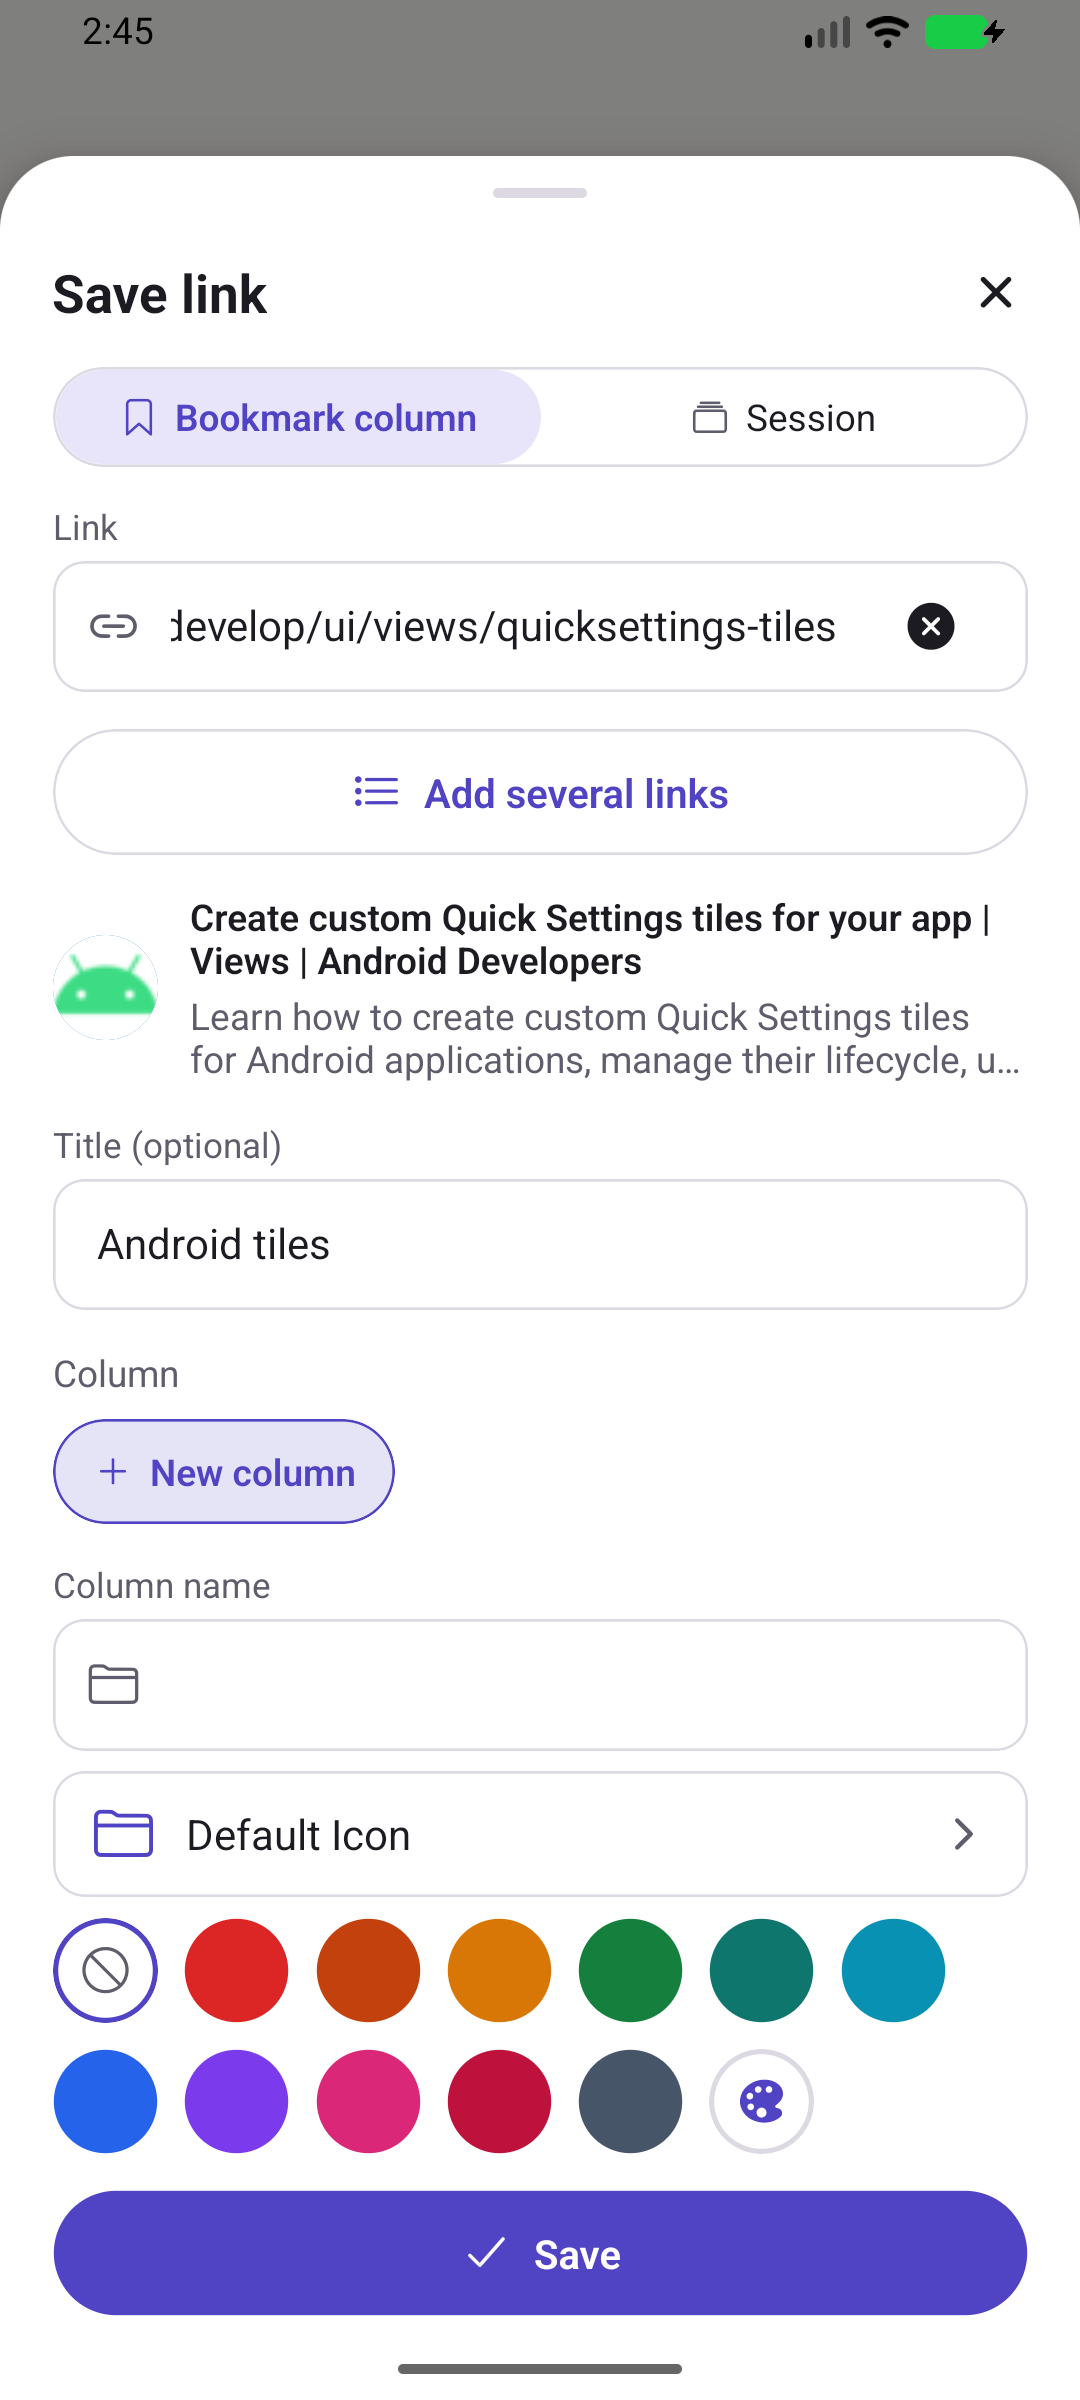 2:45
Save link
Bookmark column
Session
Link
develop/ui/views/quicksettings-tiles
Add several links
Create custom Quick Settings tiles for your app |
Views | Android Developers
Learn how to create custom Quick Settings tiles
for Android applications, manage their lifecycle, u...
Title (optional)
Android tiles
Column
New column
Column name
Default Icon
Save